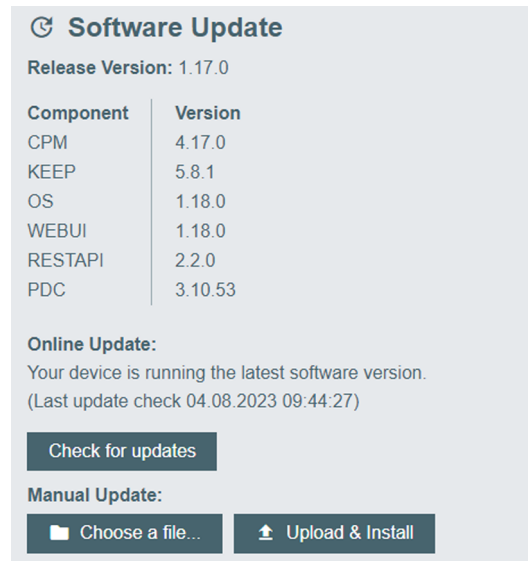 Software Update
Release Version: 1.17.0
Component Version
CPM 4.17.0
KEEP 5.8.1
OS 1.18.0
WEBUI 1.18.0
RESTAPI 2.2.0
PDC 3.10.53
Online Update:
Your device is running the latest software version.
(Last update check 04.08.2023 09:44:27)
Check for updates
Manual Update:
Choose a file... Upload & Install